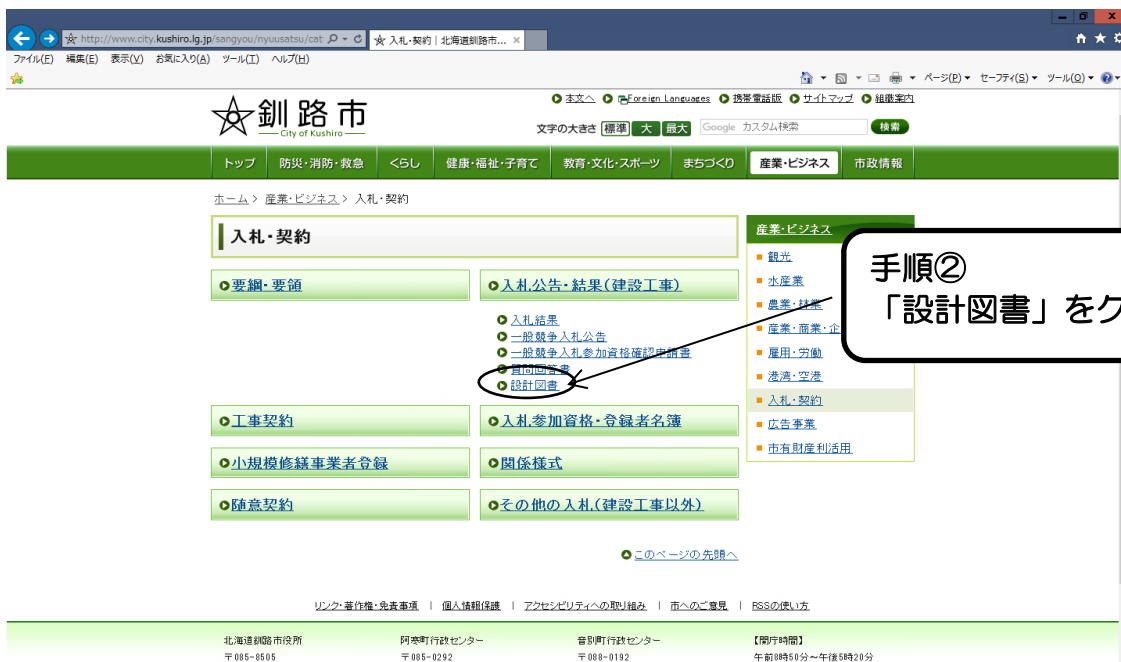 http://www.city.kushiro.lg.jp/sangyou/nyuusatsu/cat
入札・契約 | 北海道釧路市...
ファイル(F) 編集(E) 表示(V) お気に入り(A) ツール(T) ヘルプ(H)
ページ(P) セーフティ(S) ツール(O)
釧路市
City of Kushiro
本文へ Foreign Languages 携帯電話版 サイトマップ 組織案内
文字の大きさ 標準 大 最大 Google カスタム検索 検索
トップ 防災・消防・救急 くらし 健康・福祉・子育て 教育・文化・スポーツ まちづくり 産業・ビジネス 市政情報
ホーム > 産業・ビジネス > 入札・契約
入札・契約
要綱・要領
入札公告・結果(建設工事)
入札結果
一般競争入札公告
一般競争入札参加資格確認申請書
質問回答書
設計図書
工事契約
入札参加資格・登録者名簿
小規模修繕事業者登録
関係様式
随意契約
その他の入札(建設工事以外)
このページの先頭へ
産業・ビジネス
観光
水産業
農業・林業
産業・商業・企
雇用・労働
港湾・空港
入札・契約
広告事業
市有財産利活用
手順②
「設計図書」をク
リンク・著作権・免責事項 | 個人情報保護 | アクセシビリティへの取り組み | 市へのご意見 | RSSの使い方
北海道釧路市役所 阿寒町行政センター 音別町行政センター 【開庁時間】
〒085-8505 〒085-0292 〒088-0192 午前8時50分～午後5時20分